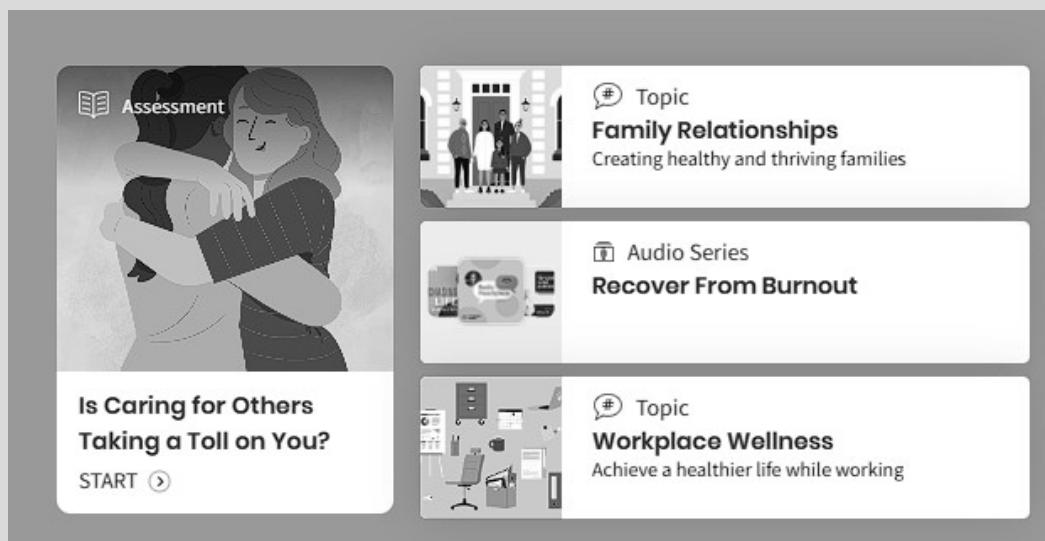 Assessment
Is Caring for Others
Taking a Toll on You?
START
Topic
Family Relationships
Creating healthy and thriving families
Audio Series
Recover From Burnout
Topic
Workplace Wellness
Achieve a healthier life while working